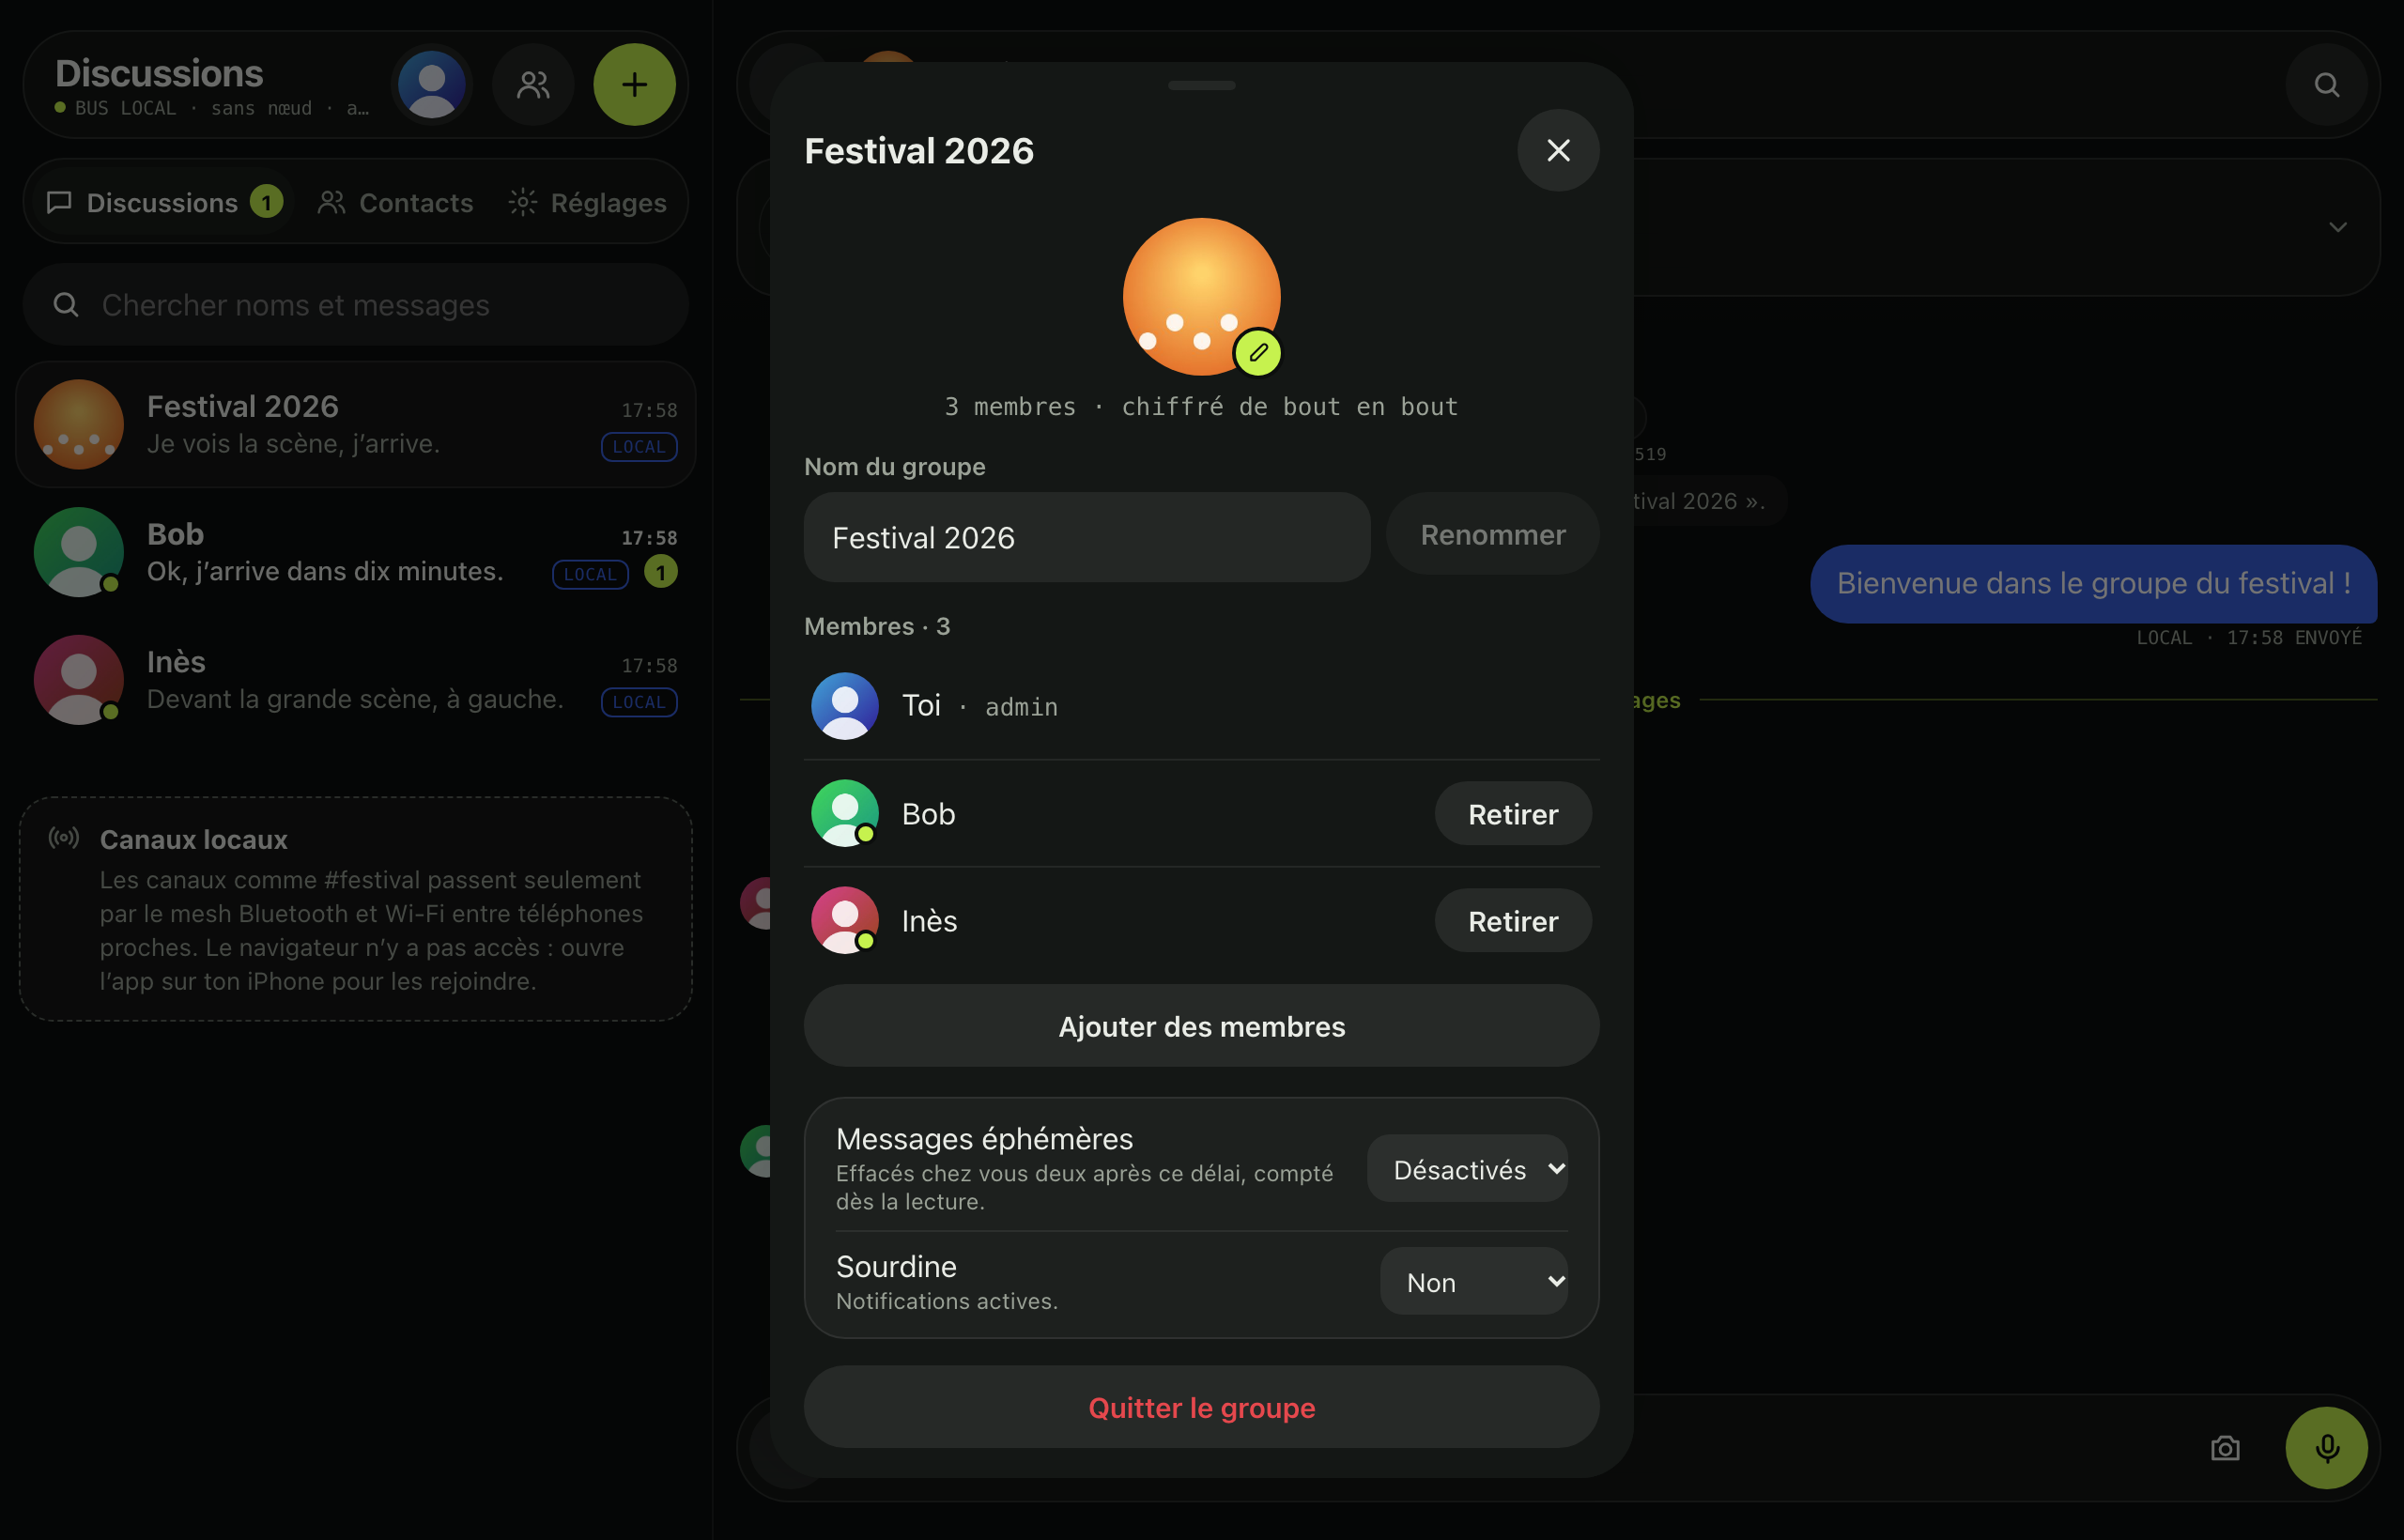 Discussions
BUS LOCAL · sans nœud · a…
Discussions 1
Contacts
Réglages
Chercher noms et messages
Festival 2026
17:58
Je vois la scène, j’arrive.
LOCAL
Bob
17:58
Ok, j’arrive dans dix minutes.
LOCAL
1
Inès
17:58
Devant la grande scène, à gauche.
LOCAL
Canaux locaux
Les canaux comme #festival passent seulement
par le mesh Bluetooth et Wi-Fi entre téléphones
proches. Le navigateur n’y a pas accès : ouvre
l’app sur ton iPhone pour les rejoindre.
Festival 2026
3 membres · chiffré de bout en bout
Nom du groupe
Festival 2026
Renommer
Membres · 3
Toi · admin
Bob
Retirer
Inès
Retirer
Ajouter des membres
Messages éphémères
Effacés chez vous deux après ce délai, compté
dès la lecture.
Désactivés
Sourdine
Notifications actives.
Non
Quitter le groupe
519
tival 2026 ».
Bienvenue dans le groupe du festival !
LOCAL · 17:58 ENVOYÉ
ages